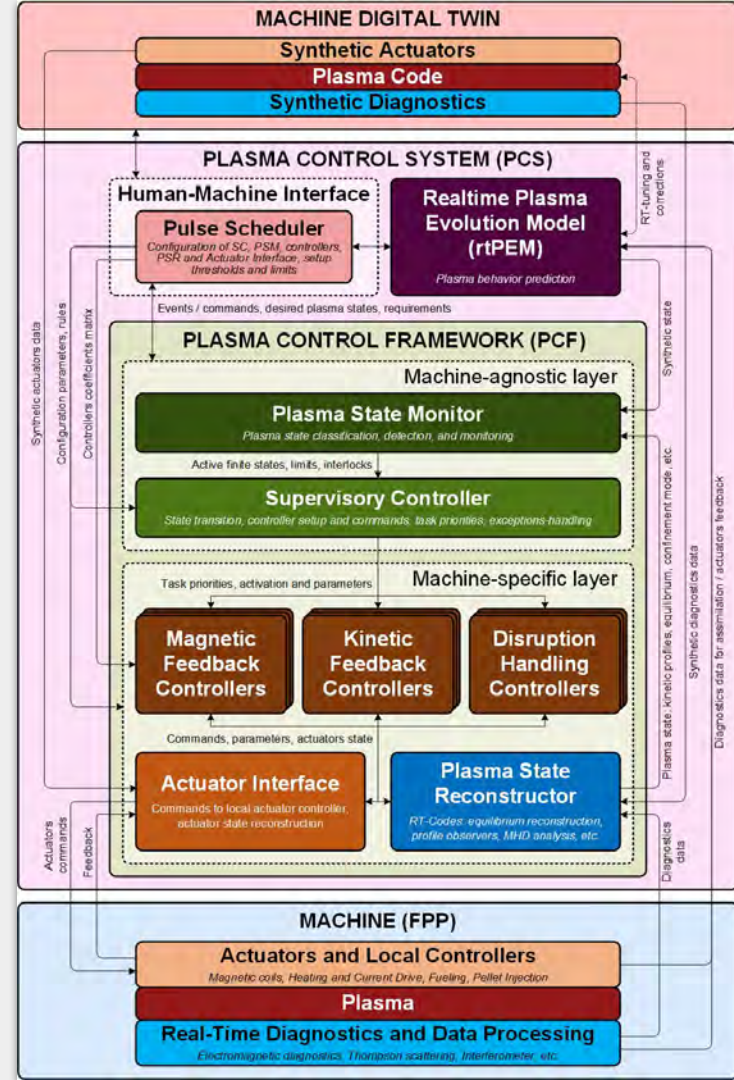 MACHINE DIGITAL TWIN
Synthetic Actuators
Plasma Code
Synthetic Diagnostics
RT-tuning and
corrections
PLASMA CONTROL SYSTEM (PCS)
Human-Machine Interface
Pulse Scheduler
Configuration of SC, PSM, controllers,
PSR and Actuator Interface, setup
thresholds and limits
Realtime Plasma
Evolution Model
(rtPEM)
Plasma behavior prediction
Events / commands, desired plasma states, requirements
Synthetic actuators data
Configuration parameters, rules
Controllers coefficients matrix
Synthetic state
PLASMA CONTROL FRAMEWORK (PCF)
Machine-agnostic layer
Plasma State Monitor
Plasma state classification, detection, and monitoring
Active finite states, limits, interlocks
Supervisory Controller
State transition, controller setup and commands, task priorities, exceptions-handling
Task priorities, activation and parameters
Machine-specific layer
Magnetic
Feedback
Controllers
Kinetic
Feedback
Controllers
Disruption
Handling
Controllers
Commands, parameters, actuators state
Actuator Interface
Commands to local actuator controller,
actuator state reconstruction
Plasma State
Reconstructor
RT-Codes: equilibrium reconstruction,
profile observers, MHD analysis, etc.
Plasma state: kinetic profiles, equilibrium, confinement mode, etc.
Synthetic diagnostics data
Diagnostics data for assimilation / actuators feedback
Actuators
commands
Feedback
Diagnostics
data
MACHINE (FPP)
Actuators and Local Controllers
Magnetic coils, Heating and Current Drive, Fueling, Pellet Injection
Plasma
Real-Time Diagnostics and Data Processing
Electromagnetic diagnostics, Thompson scattering, Interferometer, etc.